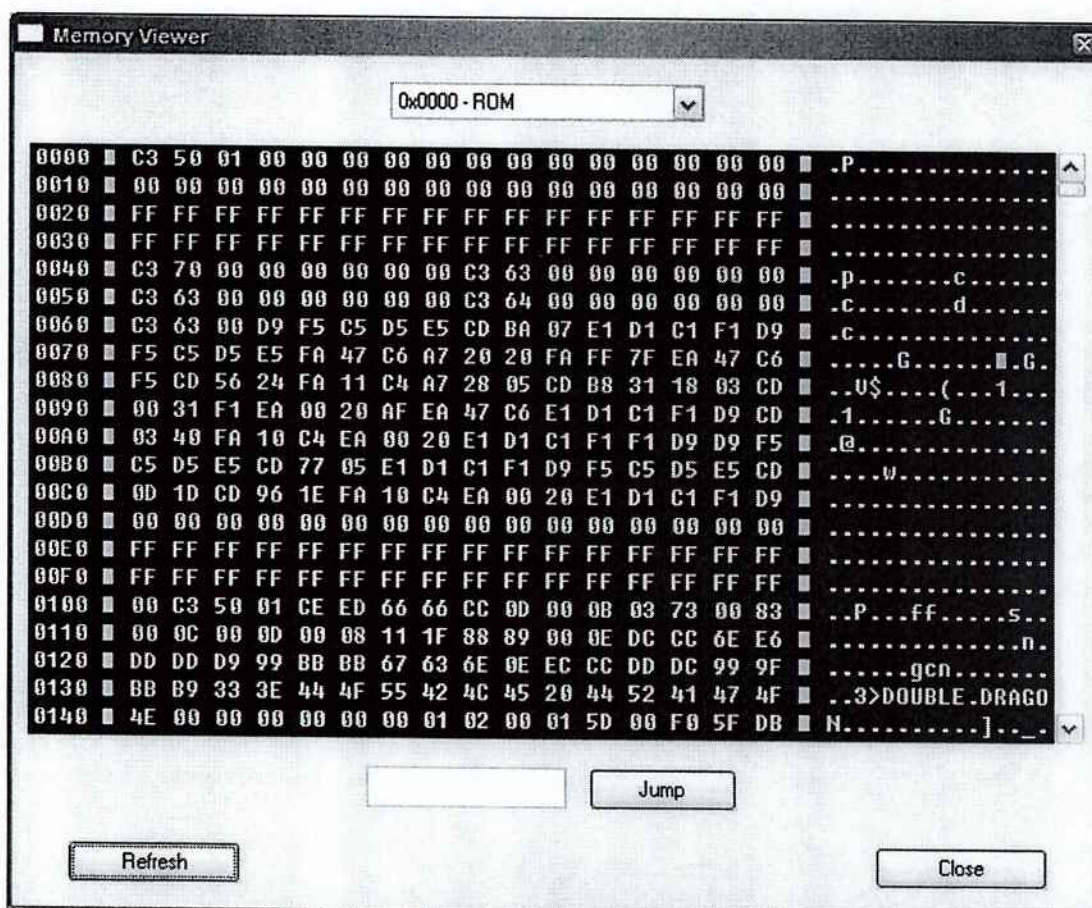 Memory Viewer
0x0000 - ROM
0000 C3 50 01 00 00 00 00 00 00 00 00 00 00 00 00 00 .P..............
0010 00 00 00 00 00 00 00 00 00 00 00 00 00 00 00 00 ................
0020 FF FF FF FF FF FF FF FF FF FF FF FF FF FF FF FF ................
0030 FF FF FF FF FF FF FF FF FF FF FF FF FF FF FF FF ................
0040 C3 70 00 00 00 00 00 00 C3 63 00 00 00 00 00 00 .p.......c......
0050 C3 63 00 00 00 00 00 00 C3 64 00 00 00 00 00 00 .c.......d......
0060 C3 63 00 D9 F5 C5 D5 E5 CD BA 07 E1 D1 C1 F1 D9 .c..............
0070 F5 C5 D5 E5 FA 47 C6 A7 20 20 FA FF 7F EA 47 C6 .....G........G.
0080 F5 CD 56 24 FA 11 C4 A7 28 05 CD B8 31 18 03 CD ..V$....(...1...
0090 00 31 F1 EA 00 20 AF EA 47 C6 E1 D1 C1 F1 D9 CD .1......G.......
00A0 03 40 FA 10 C4 EA 00 20 E1 D1 C1 F1 F1 D9 D9 F5 .@..............
00B0 C5 D5 E5 CD 77 05 E1 D1 C1 F1 D9 F5 C5 D5 E5 CD ....w...........
00C0 0D 1D CD 96 1E FA 10 C4 EA 00 20 E1 D1 C1 F1 D9 ................
00D0 00 00 00 00 00 00 00 00 00 00 00 00 00 00 00 00 ................
00E0 FF FF FF FF FF FF FF FF FF FF FF FF FF FF FF FF ................
00F0 FF FF FF FF FF FF FF FF FF FF FF FF FF FF FF FF ................
0100 00 C3 50 01 CE ED 66 66 CC 0D 00 0B 03 73 00 83 ..P...ff.....s..
0110 00 0C 00 0D 00 08 11 1F 88 89 00 0E DC CC 6E E6 ..............n.
0120 DD DD D9 99 BB BB 67 63 6E 0E EC CC DD DC 99 9F ......gcn.......
0130 BB B9 33 3E 44 4F 55 42 4C 45 20 44 52 41 47 4F ..3>DOUBLE.DRAGO
0140 4E 00 00 00 00 00 00 01 02 00 01 5D 00 F0 5F DB N..........].._.
Jump
Refresh
Close